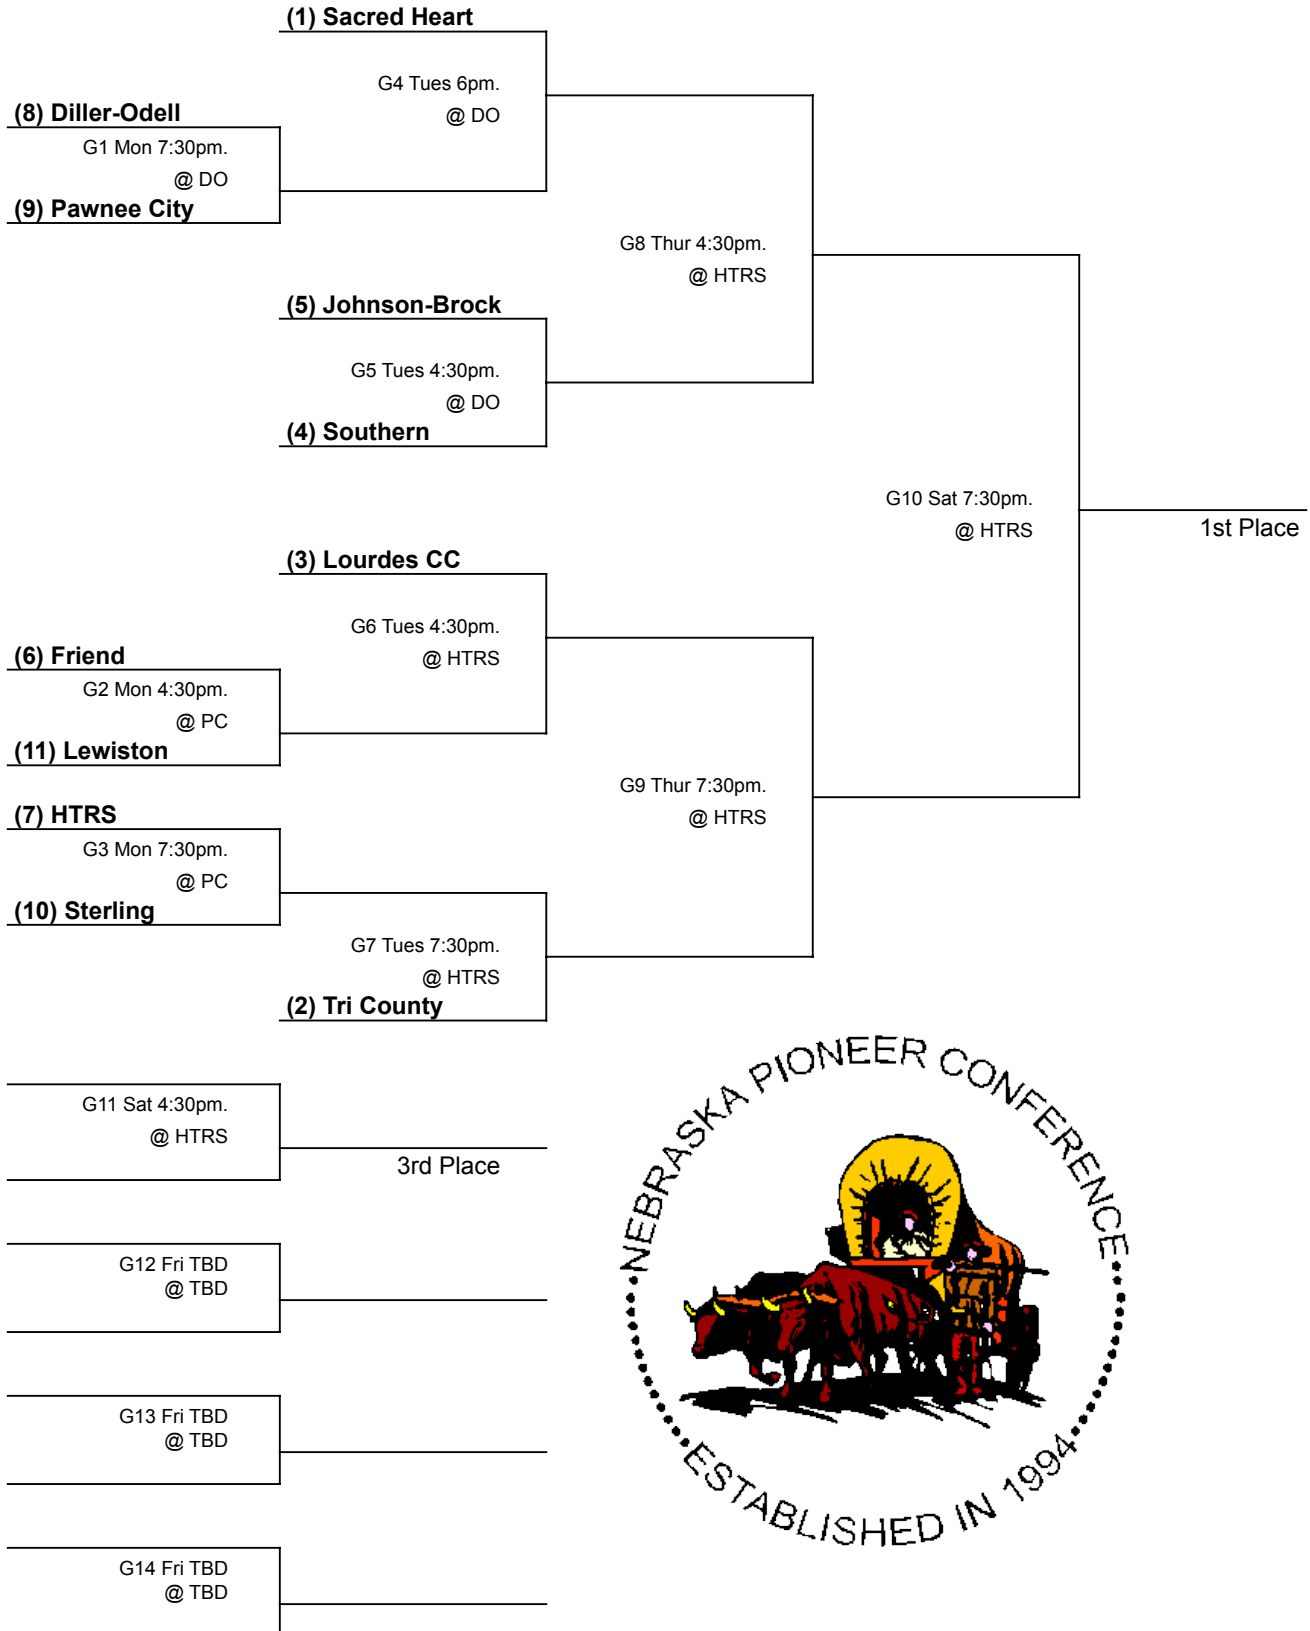 (1) Sacred Heart
G4 Tues 6pm.
@ DO
(8) Diller-Odell
G1 Mon 7:30pm.
@ DO
(9) Pawnee City
G8 Thur 4:30pm.
@ HTRS
(5) Johnson-Brock
G5 Tues 4:30pm.
@ DO
(4) Southern
G10 Sat 7:30pm.
@ HTRS
1st Place
(3) Lourdes CC
G6 Tues 4:30pm.
@ HTRS
(6) Friend
G2 Mon 4:30pm.
@ PC
(11) Lewiston
G9 Thur 7:30pm.
@ HTRS
(7) HTRS
G3 Mon 7:30pm.
@ PC
(10) Sterling
G7 Tues 7:30pm.
@ HTRS
(2) Tri County
G11 Sat 4:30pm.
@ HTRS
3rd Place
G12 Fri TBD
@ TBD
G13 Fri TBD
@ TBD
G14 Fri TBD
@ TBD
NEBRASKA PIONEER CONFERENCE
ESTABLISHED IN 1994